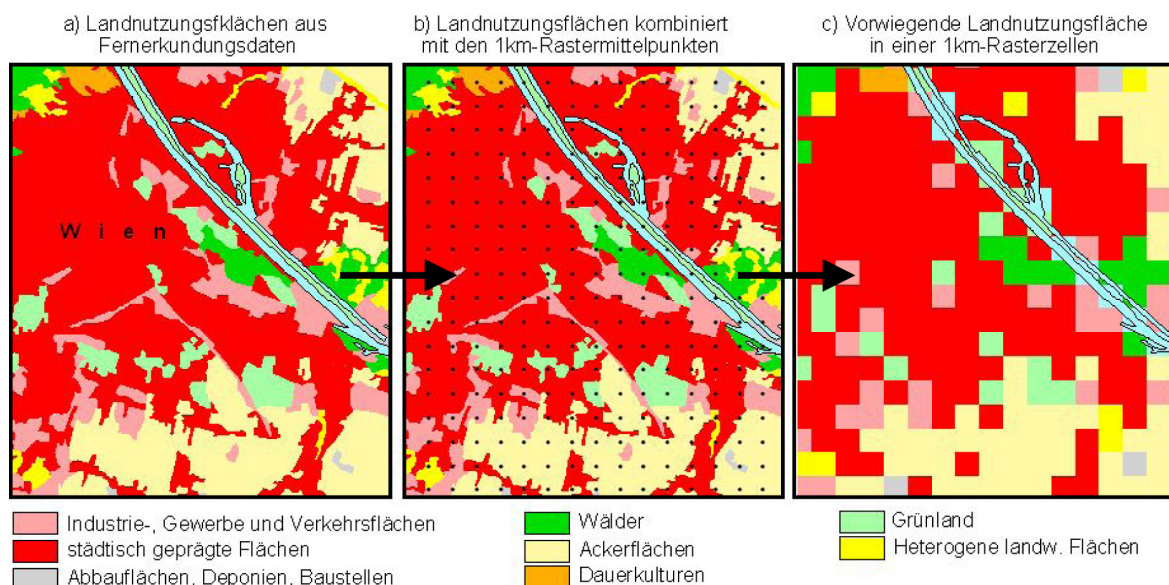 a) Landnutzungsfklächen aus
Fernerkundungsdaten
b) Landnutzungsflächen kombiniert
mit den 1km-Rastermittelpunkten
c) Vorwiegende Landnutzungsfläche
in einer 1km-Rasterzellen
Wien
Industrie-, Gewerbe und Verkehrsflächen
städtisch geprägte Flächen
Abbauflächen, Deponien, Baustellen
Wälder
Ackerflächen
Dauerkulturen
Grünland
Heterogene landw. Flächen